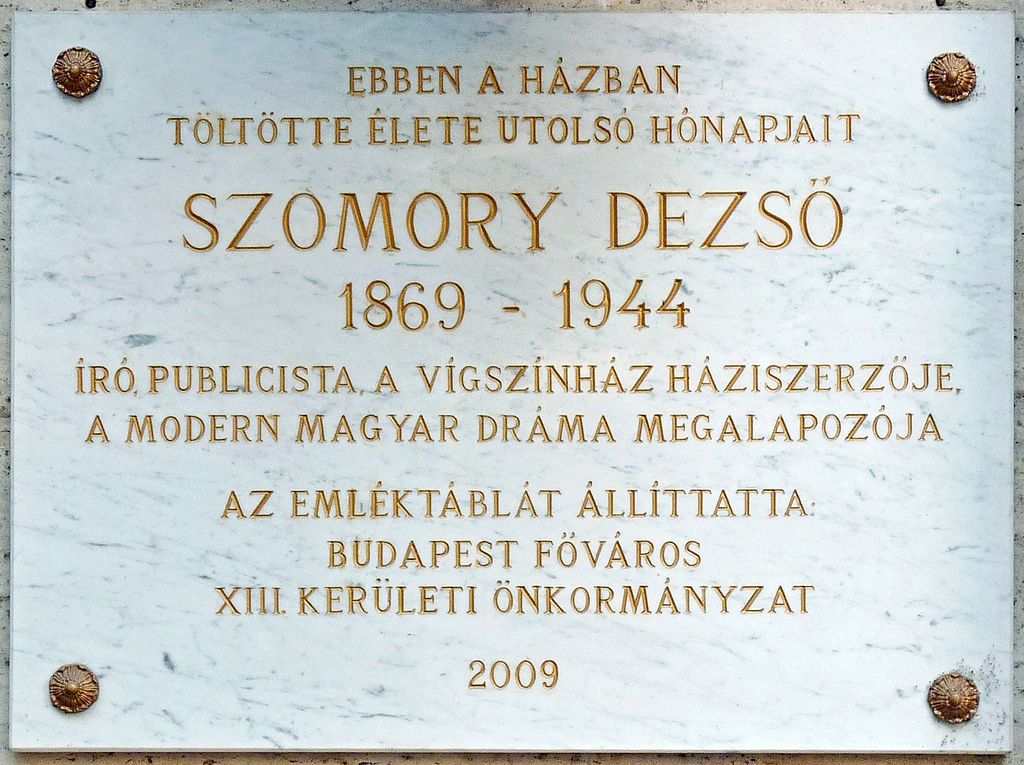 EBBEN A HÁZBAN
TÖLTÖTTE ÉLETE UTOLSÓ HÓNAPJAIT
SZOMORY DEZSŐ
1869 - 1944
ÍRÓ, PUBLICISTA, A VÍGSZÍNHÁZ HÁZISZERZŐJE,
A MODERN MAGYAR DRÁMA MEGALAPOZÓJA
AZ EMLÉKTÁBLÁT ÁLLÍTTATTA:
BUDAPEST FŐVÁROS
XIII. KERÜLETI ÖNKORMÁNYZAT
2009